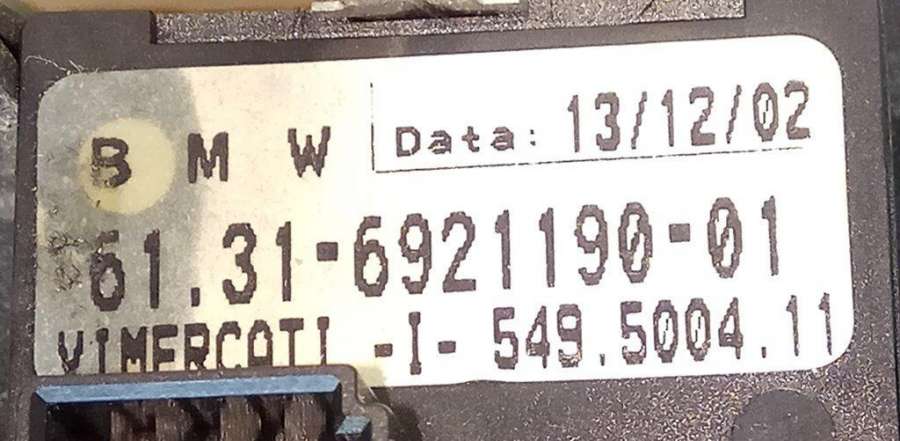 B M W Data: 13/12/02
61.31-6921190-01
VIMERCATI -I- 549.5004.11